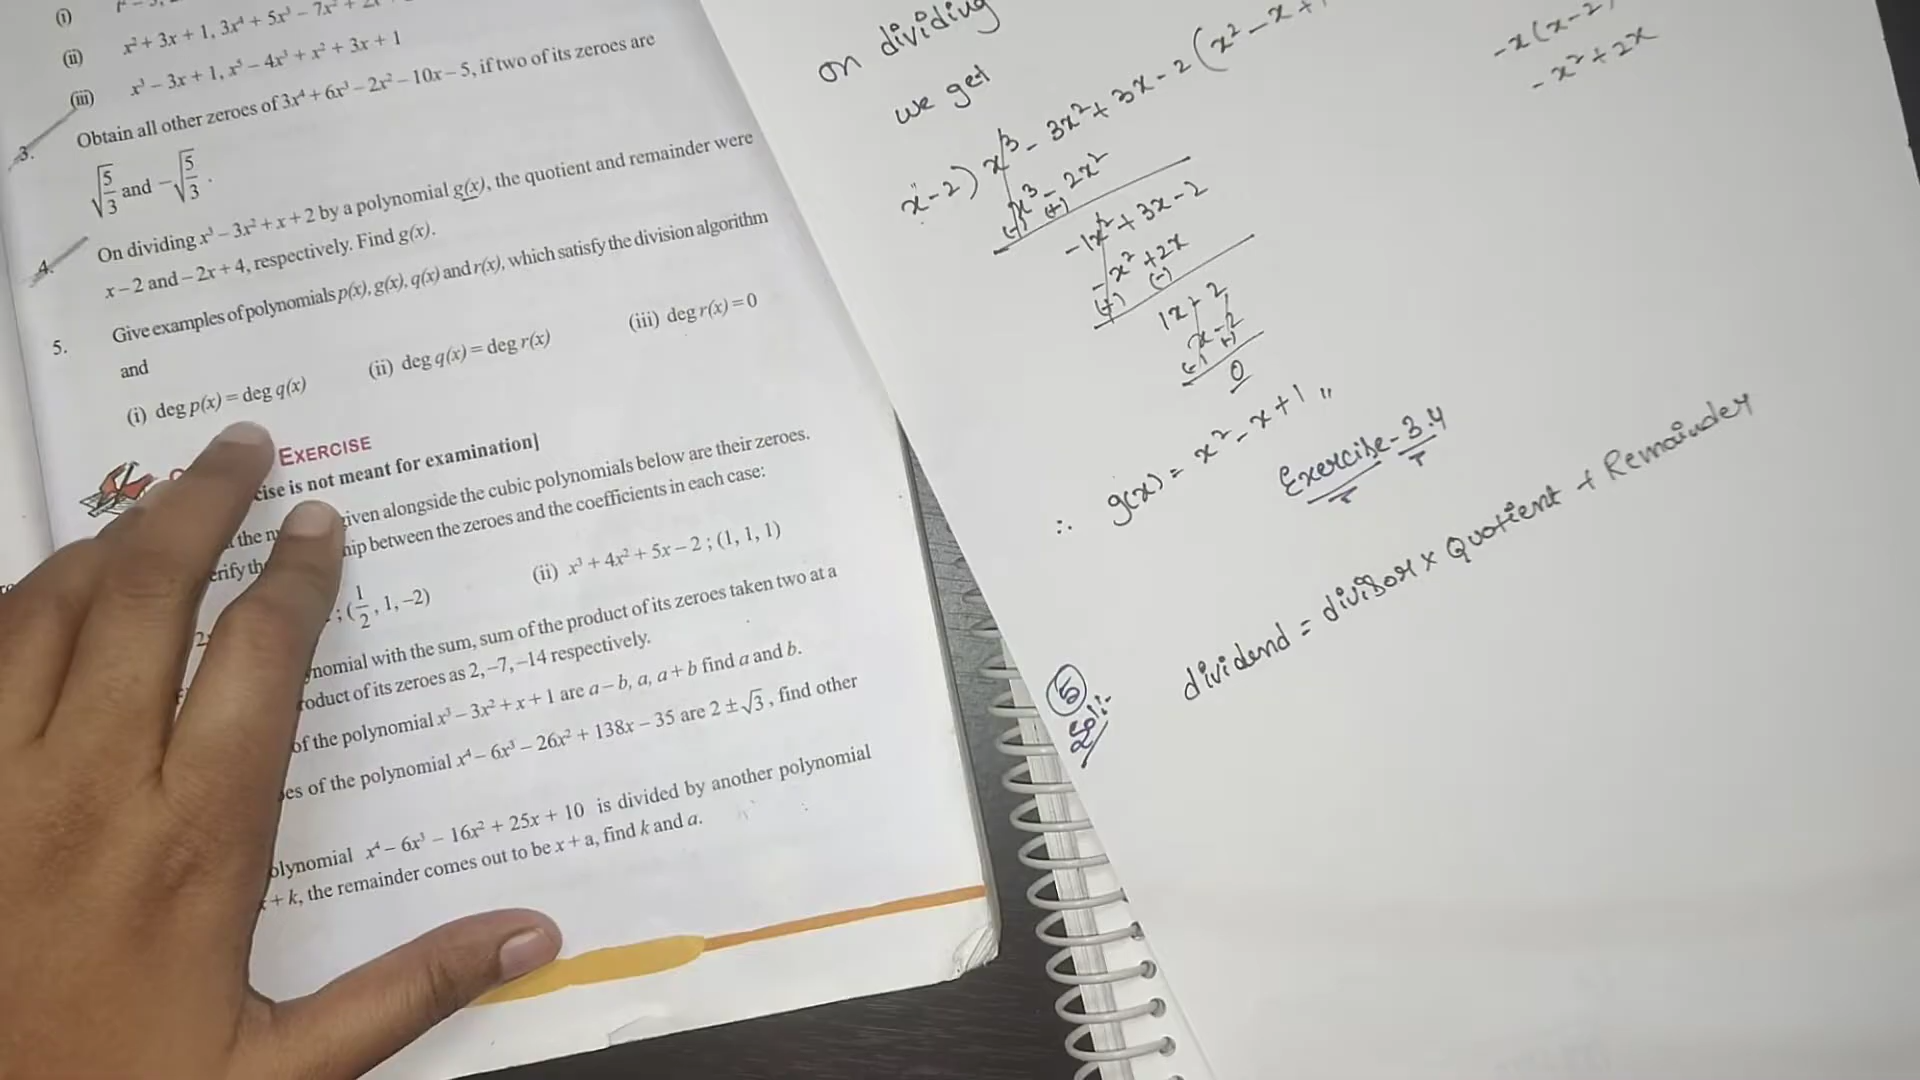 (i)
(ii) x² + 3x + 1, 3x⁴ + 5x³ – 7x² + 2x
(iii) x³ – 3x + 1, x⁵ – 4x³ + x² + 3x + 1
3. Obtain all other zeroes of 3x⁴ + 6x³ – 2x² – 10x – 5, if two of its zeroes are
√5/3 and –√5/3 .
4. On dividing x³ – 3x² + x + 2 by a polynomial g(x), the quotient and remainder were
x – 2 and – 2x + 4, respectively. Find g(x).
5. Give examples of polynomials p(x), g(x), q(x) and r(x), which satisfy the division algorithm
and
(i) deg p(x) = deg q(x) (ii) deg q(x) = deg r(x) (iii) deg r(x) = 0
EXERCISE
cise is not meant for examination]
given alongside the cubic polynomials below are their zeroes.
hip between the zeroes and the coefficients in each case:
; (1/2, 1, –2) (ii) x³ + 4x² + 5x – 2 ; (1, 1, 1)
nomial with the sum, sum of the product of its zeroes taken two at a
roduct of its zeroes as 2, –7, –14 respectively.
of the polynomial x³ – 3x² + x + 1 are a – b, a, a + b find a and b.
es of the polynomial x⁴ – 6x³ – 26x² + 138x – 35 are 2 ± √3, find other
olynomial x⁴ – 6x³ – 16x² + 25x + 10 is divided by another polynomial
+ k, the remainder comes out to be x + a, find k and a.
on dividing
we get
x-2) x³ - 3x² + 3x - 2 (x² - x +
x³ - 2x²
(-) (+)
-1x² + 3x - 2
-x² + 2x
(+) (-)
1x - 2
x - 2
(-) (+)
0
-x(x-2)
-x² + 2x
∴ g(x) = x² - x + 1 "
Exercise - 3.4
⑤
Sol:-
dividend = divisor x Quotient + Remainder